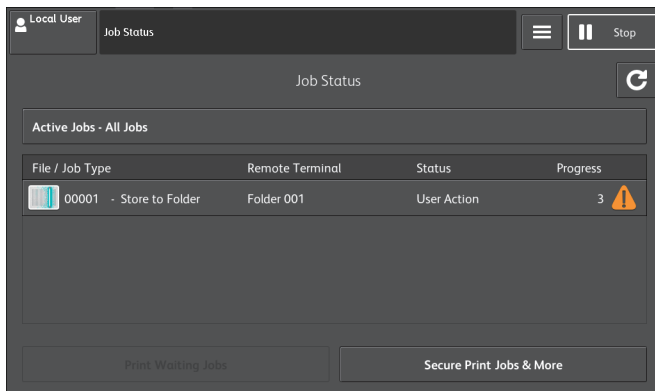 Local User
Job Status
Stop
Job Status
Active Jobs - All Jobs
File / Job Type Remote Terminal Status Progress
00001 - Store to Folder Folder 001 User Action 3
Print Waiting Jobs Secure Print Jobs & More